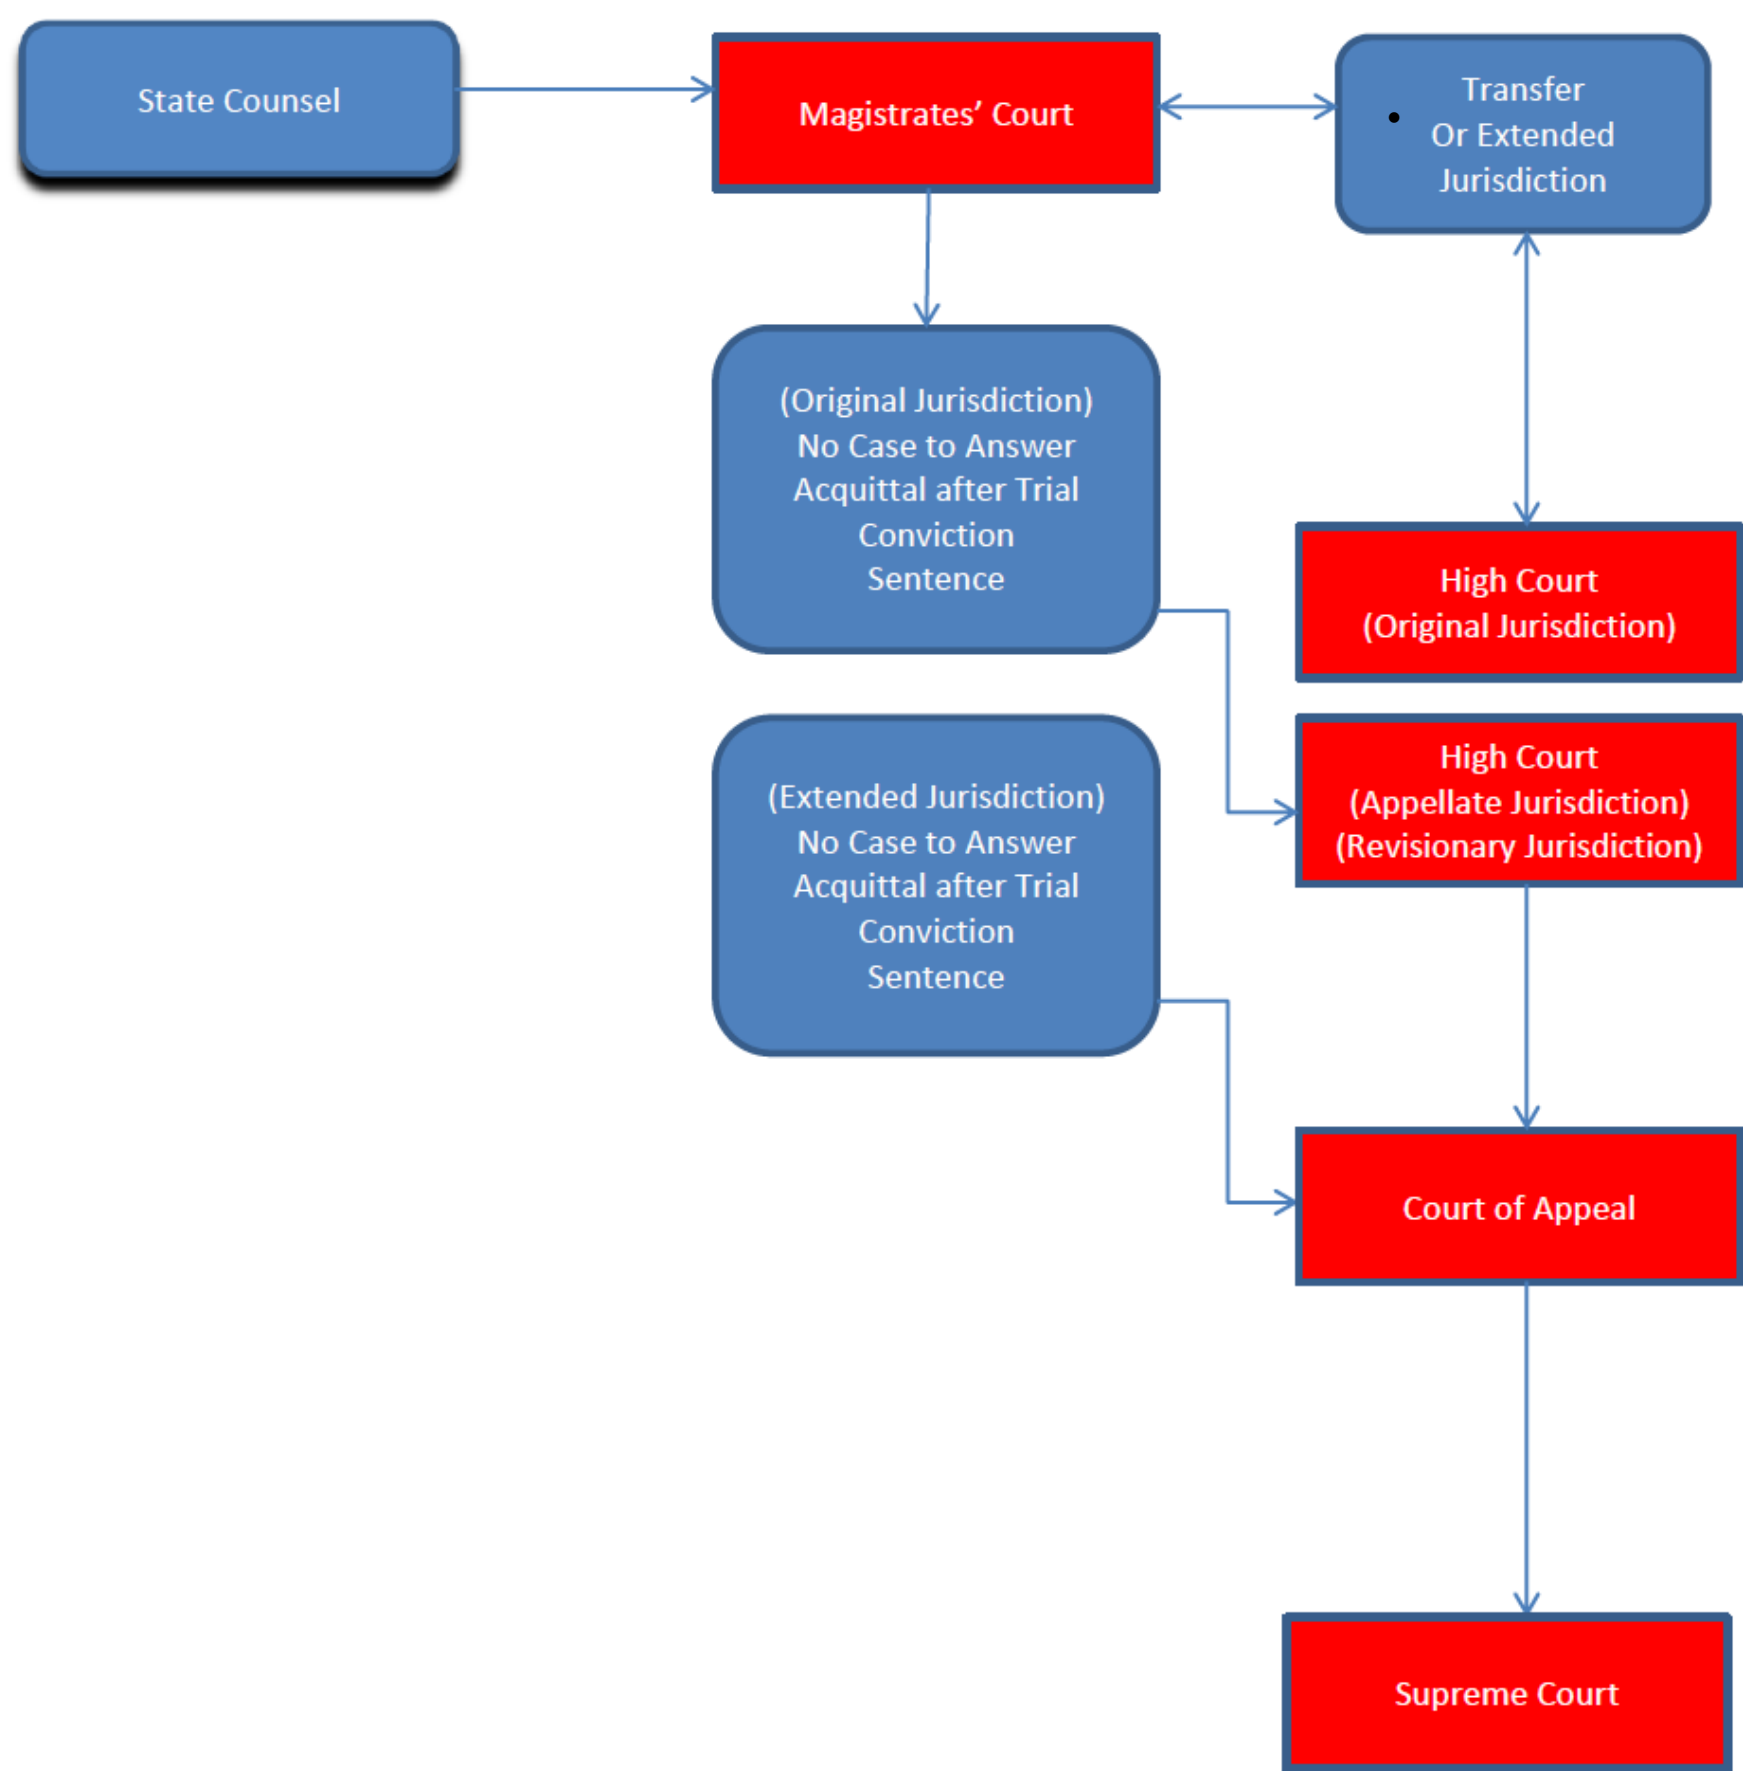 State Counsel
Magistrates’ Court
Transfer
Or Extended
Jurisdiction
(Original Jurisdiction)
No Case to Answer
Acquittal after Trial
Conviction
Sentence
High Court
(Original Jurisdiction)
High Court
(Appellate Jurisdiction)
(Revisionary Jurisdiction)
(Extended Jurisdiction)
No Case to Answer
Acquittal after Trial
Conviction
Sentence
Court of Appeal
Supreme Court